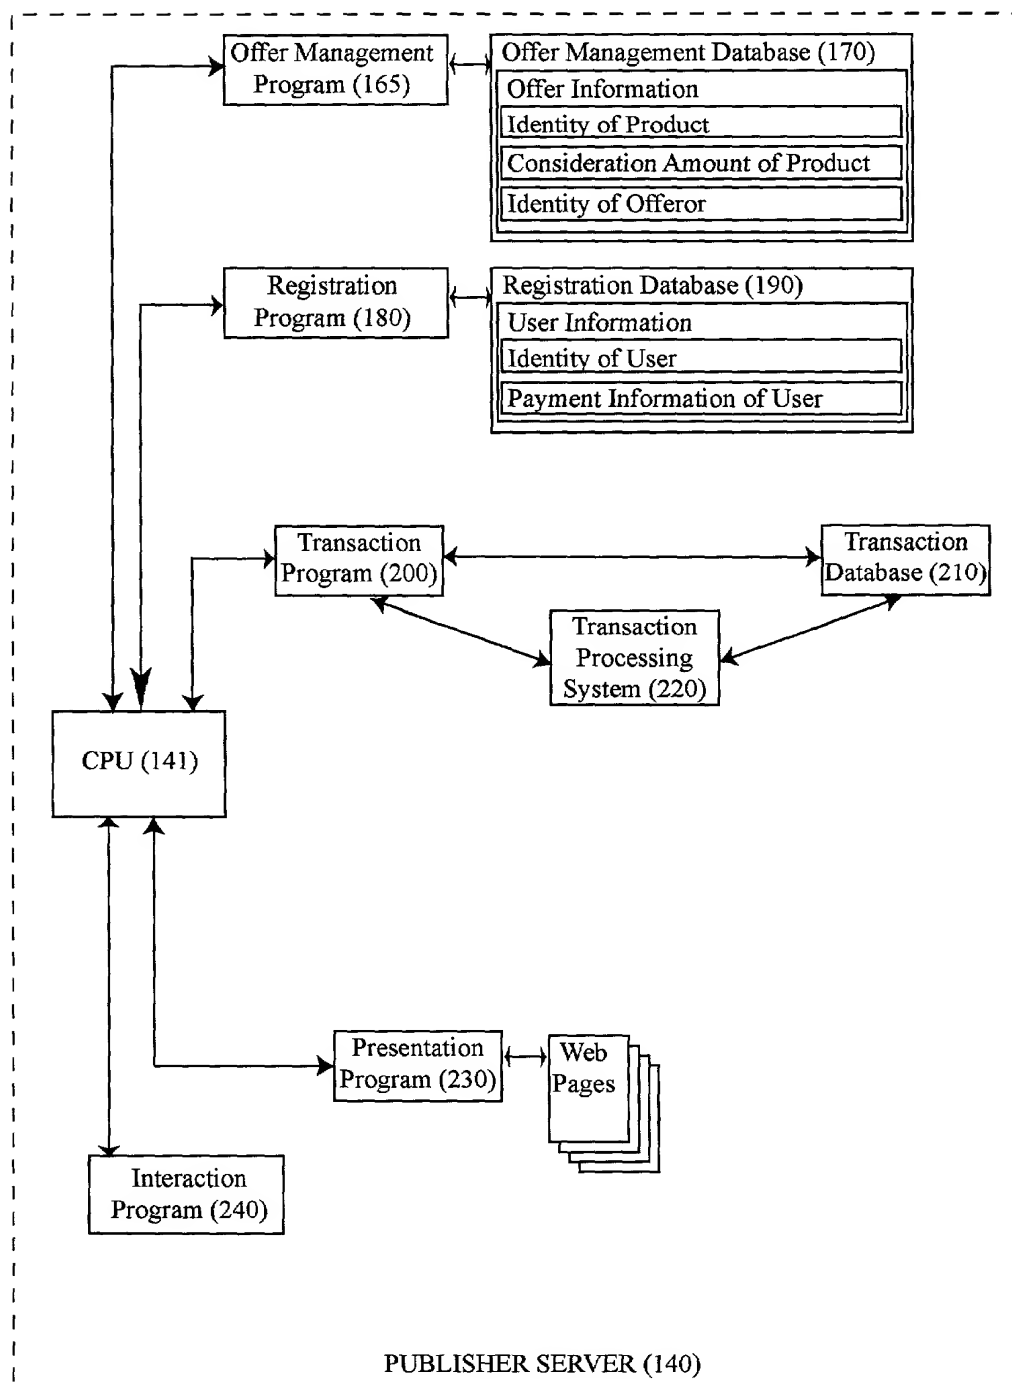 Offer Management
Program (165)
Offer Management Database (170)
Offer Information
Identity of Product
Consideration Amount of Product
Identity of Offeror
Registration
Program (180)
Registration Database (190)
User Information
Identity of User
Payment Information of User
Transaction
Program (200)
Transaction
Database (210)
Transaction
Processing
System (220)
CPU (141)
Presentation
Program (230)
Web
Pages
Interaction
Program (240)
PUBLISHER SERVER (140)